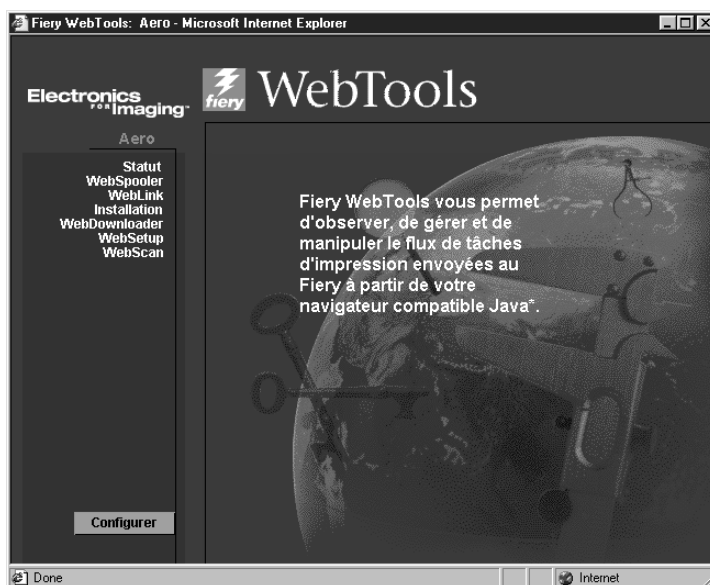 Fiery WebTools: Aero - Microsoft Internet Explorer
Electronics
FOR Imaging™
fiery
WebTools
Aero
Statut
WebSpooler
WebLink
Installation
WebDownloader
WebSetup
WebScan
Fiery WebTools vous permet
d'observer, de gérer et de
manipuler le flux de tâches
d'impression envoyées au
Fiery à partir de votre
navigateur compatible Java*.
Configurer
Done
Internet